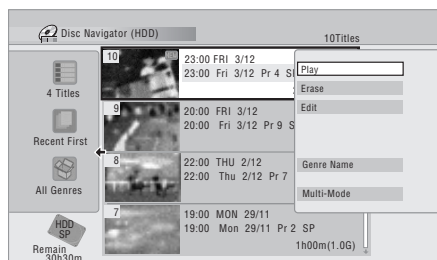 Disc Navigator (HDD)
10Titles
4 Titles
Recent First
All Genres
HDD
SP
Remain
30h30m
10
23:00 FRI 3/12
23:00 Fri 3/12 Pr 4
9
20:00 FRI 3/12
20:00 Fri 3/12 Pr 9 S
8
22:00 THU 2/12
22:00 Thu 2/12 Pr 7
7
19:00 MON 29/11
19:00 Mon 29/11 Pr 2 SP
1h00m(1.0G)
Play
Erase
Edit
Genre Name
Multi-Mode